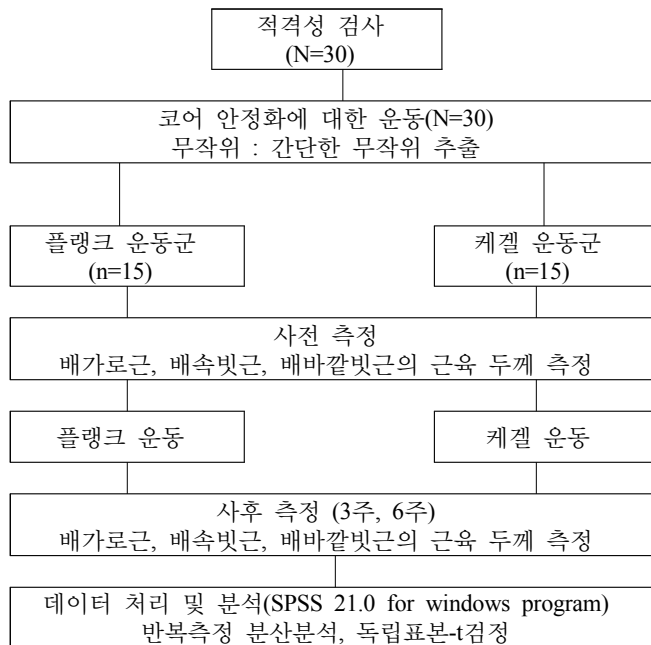 적격성 검사
(N=30)
코어 안정화에 대한 운동(N=30)
무작위 : 간단한 무작위 추출
플랭크 운동군
(n=15)
케겔 운동군
(n=15)
사전 측정
배가로근, 배속빗근, 배바깥빗근의 근육 두께 측정
플랭크 운동
케겔 운동
사후 측정 (3주, 6주)
배가로근, 배속빗근, 배바깥빗근의 근육 두께 측정
데이터 처리 및 분석(SPSS 21.0 for windows program)
반복측정 분산분석, 독립표본-t검정